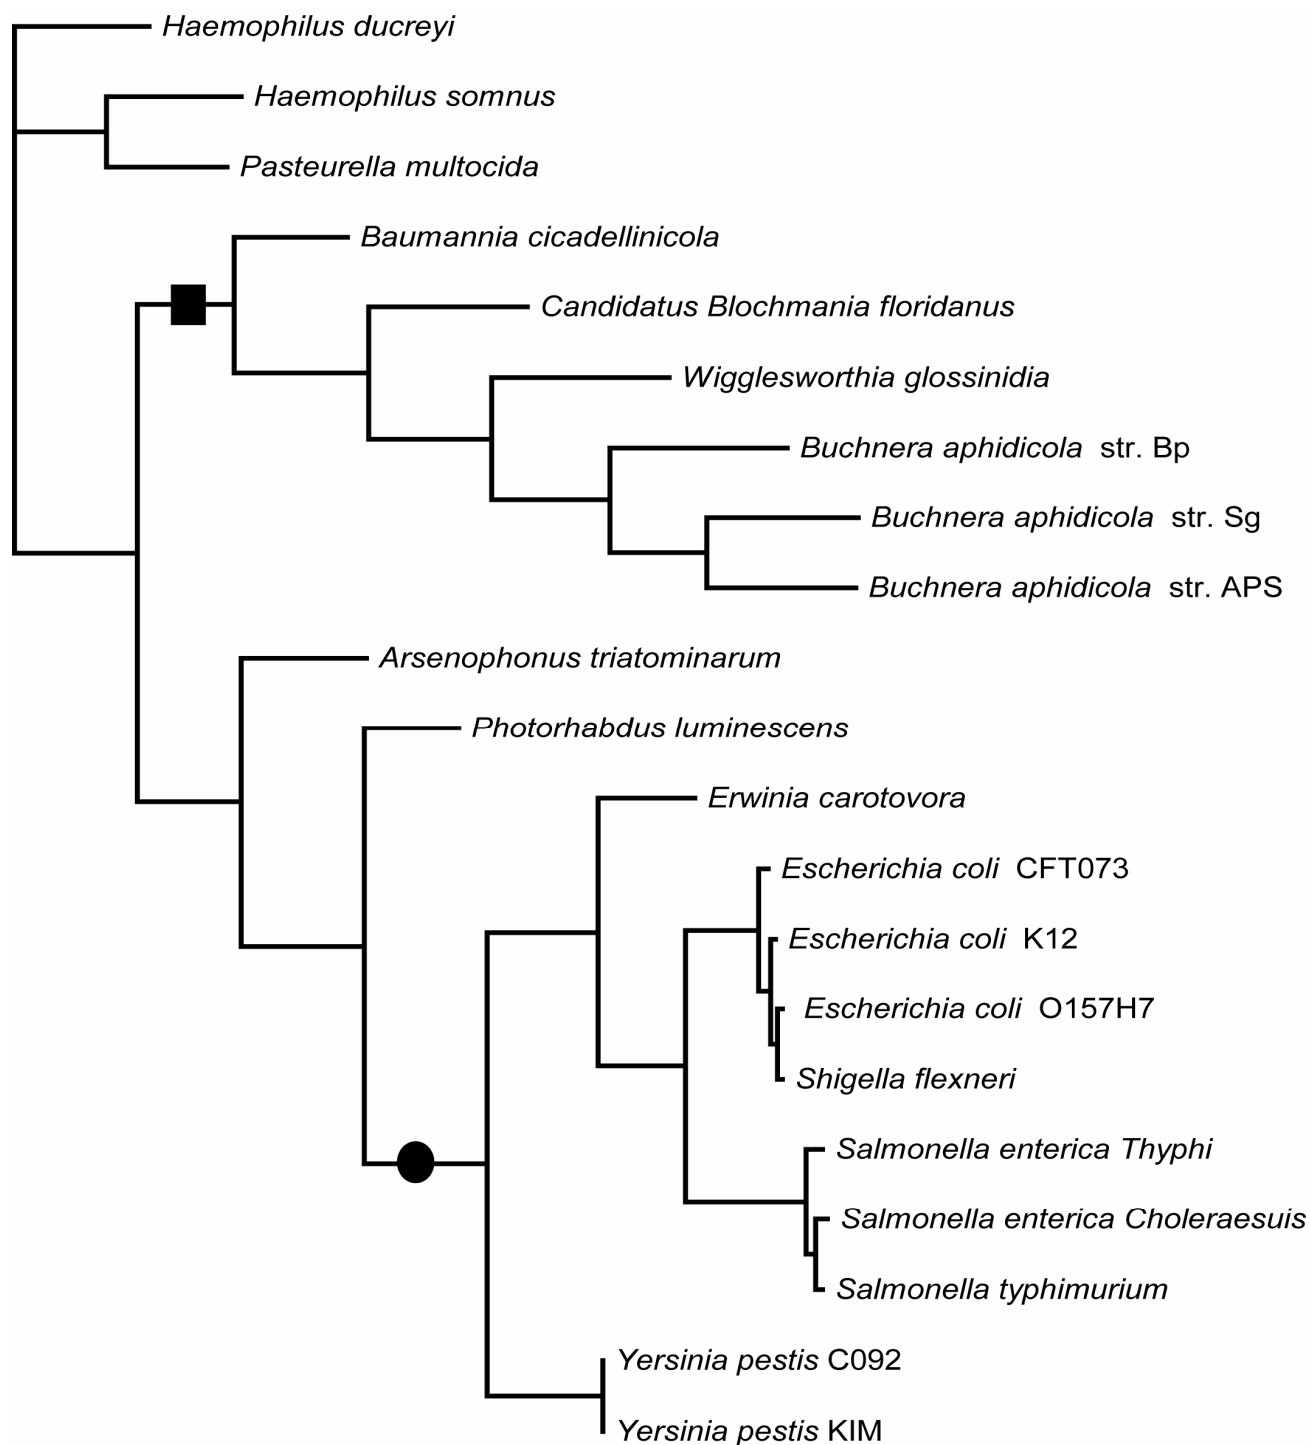 Haemophilus ducreyi
Haemophilus somnus
Pasteurella multocida
Baumannia cicadellinicola
Candidatus Blochmania floridanus
Wigglesworthia glossinidia
Buchnera aphidicola str. Bp
Buchnera aphidicola str. Sg
Buchnera aphidicola str. APS
Arsenophonus triatominarum
Photorhabdus luminescens
Erwinia carotovora
Escherichia coli CFT073
Escherichia coli K12
Escherichia coli O157H7
Shigella flexneri
Salmonella enterica Thyphi
Salmonella enterica Choleraesuis
Salmonella typhimurium
Yersinia pestis C092
Yersinia pestis KIM